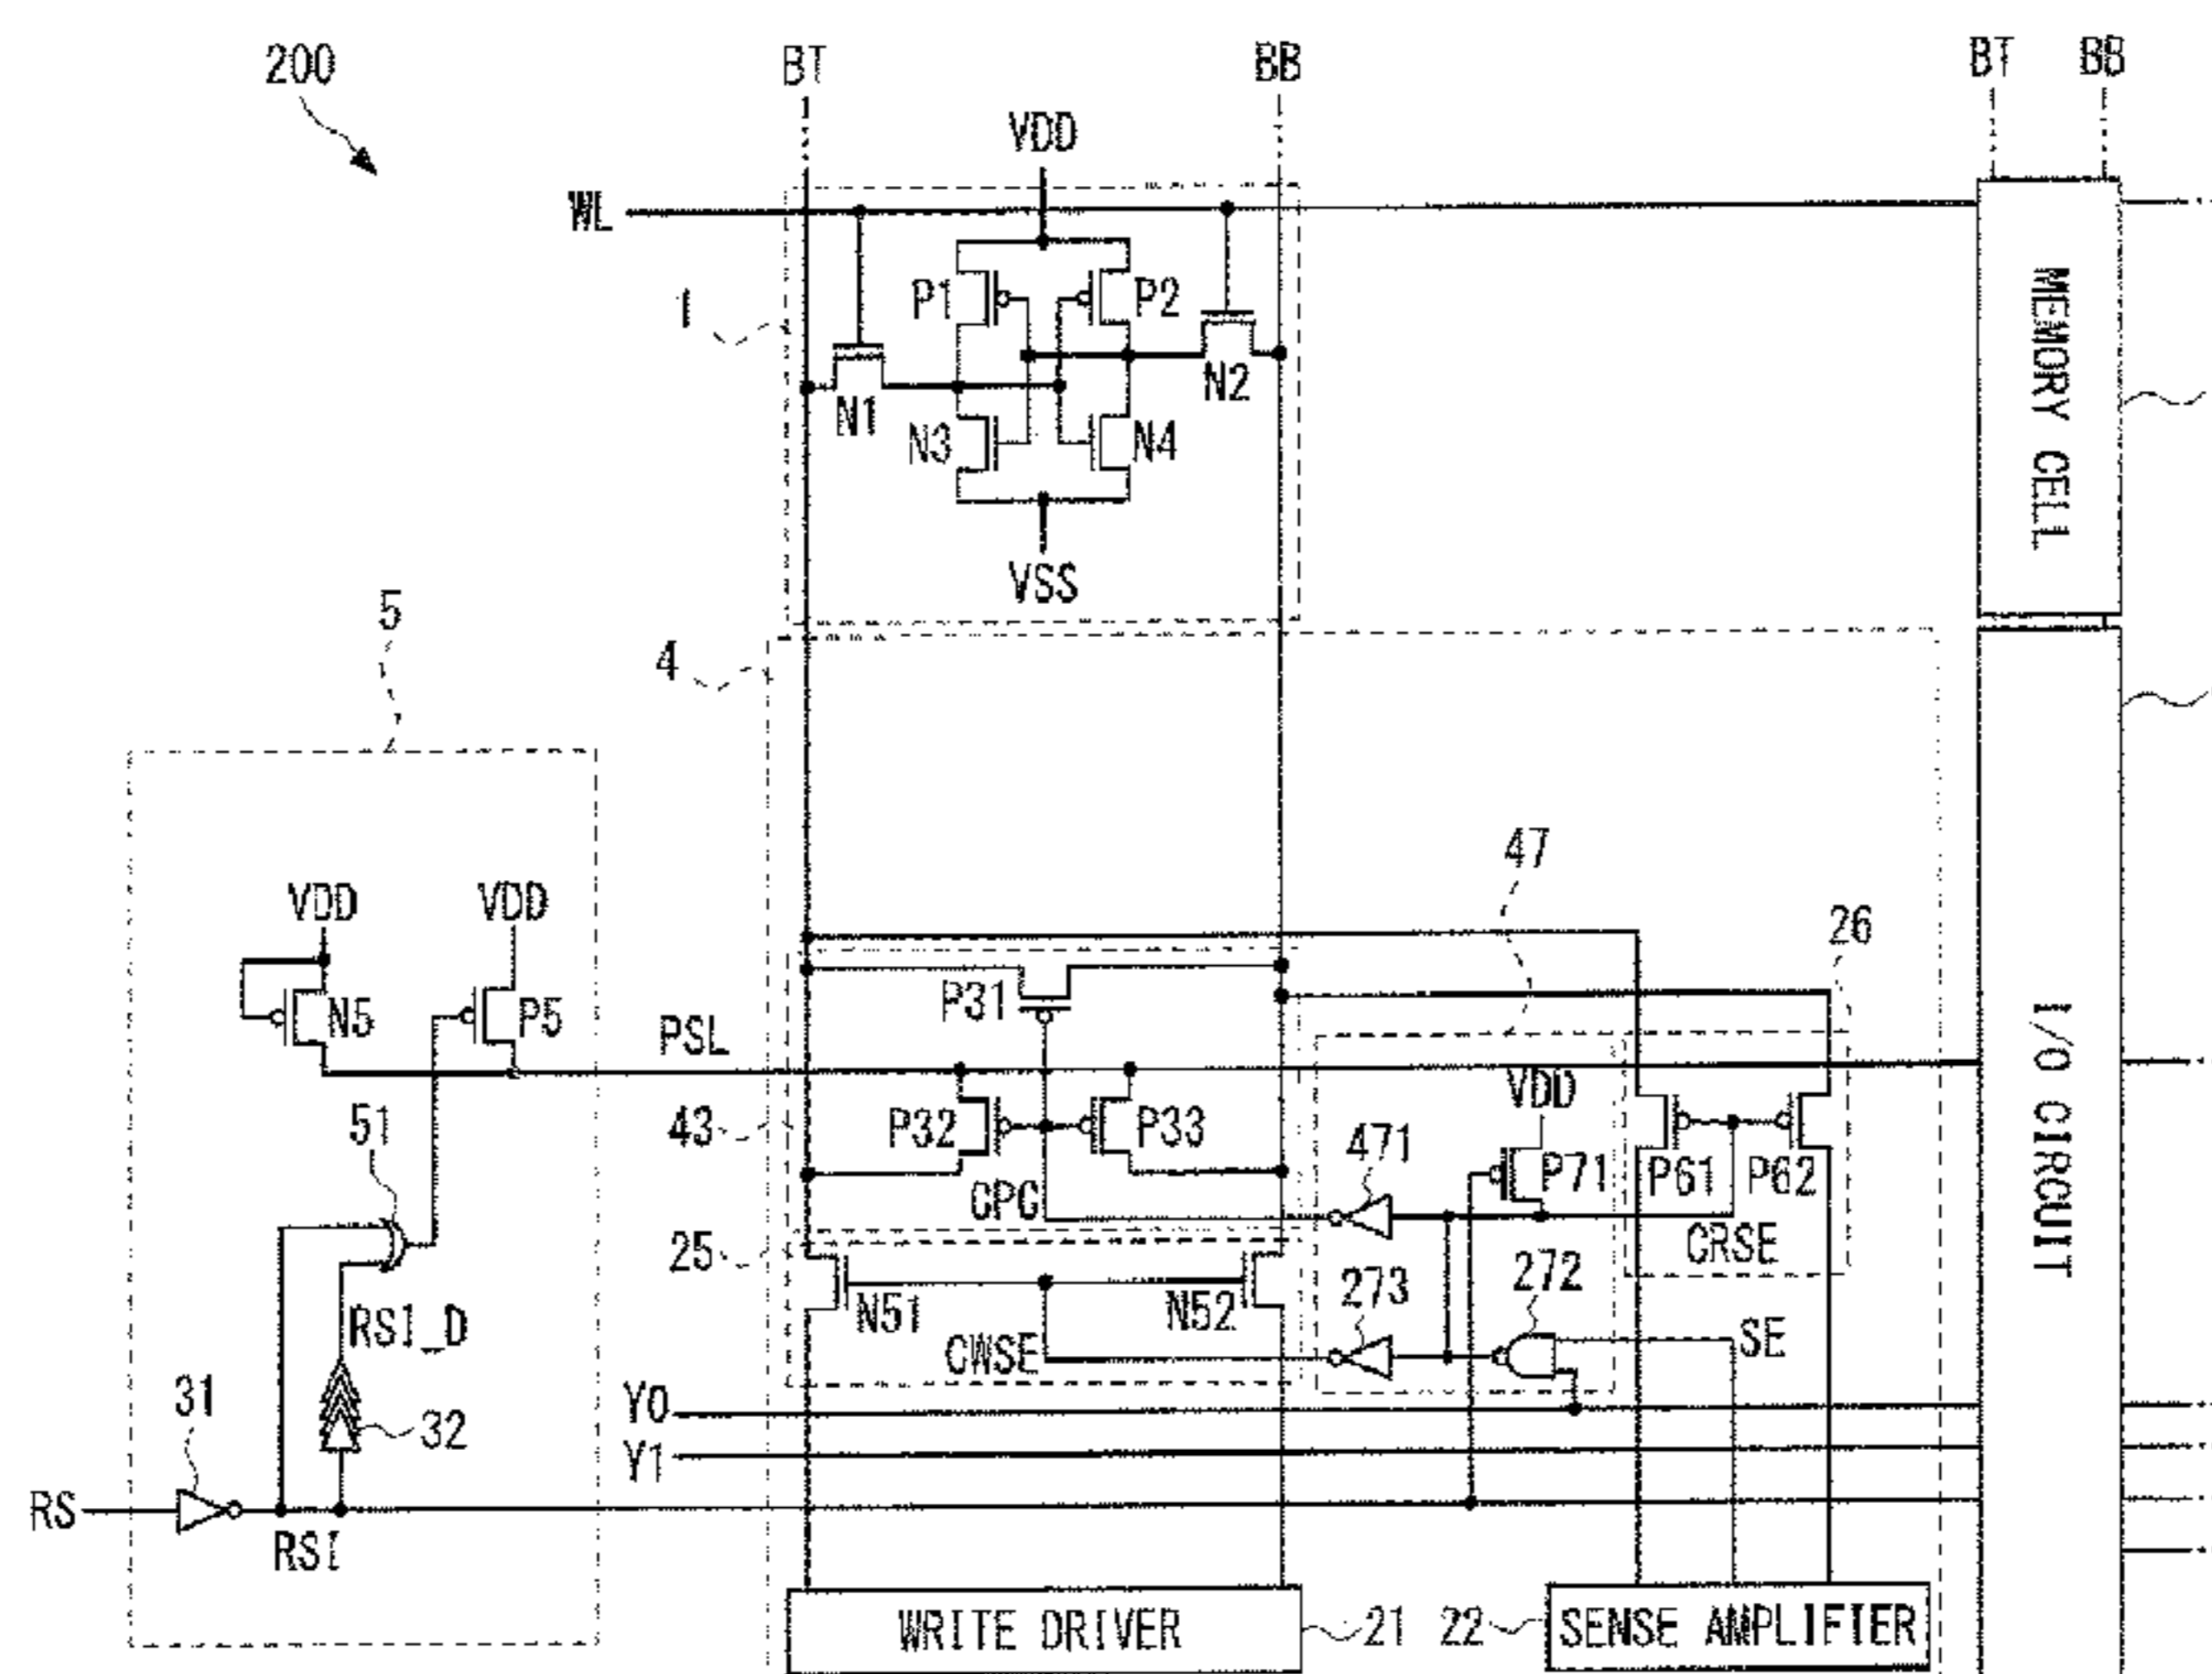 200
BT
BB
BT
BB
VDD
WL
P1
P2
1
N1
N2
N3
N4
VSS
MEMORY CELL
5
4
47
26
VDD
VDD
N5
P5
P31
PSL
VDD
I/O CIRCUIT
51
43
P32
P33
471
P71
P61
P62
CPG
25
CRSE
272
273
N51
N52
RSI_D
CWSE
SE
31
32
Y0
Y1
RS
RSI
WRITE DRIVER
21
22
SENSE AMPLIFIER